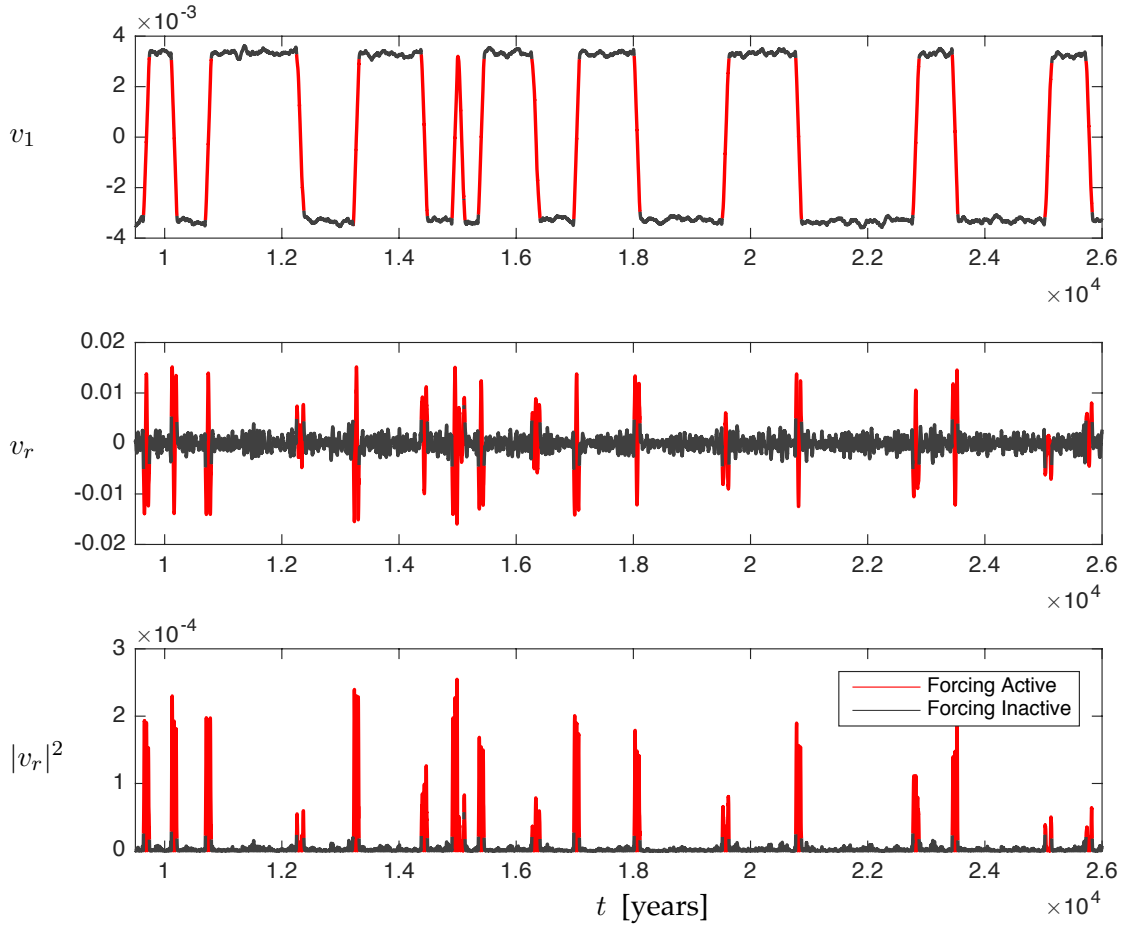 ×10⁻³
4
2
0
-2
-4
v₁
1 1.2 1.4 1.6 1.8 2 2.2 2.4 2.6
×10⁴
0.02
0.01
0
-0.01
-0.02
vᵣ
1 1.2 1.4 1.6 1.8 2 2.2 2.4 2.6
×10⁴
×10⁻⁴
3
2
1
0
|vᵣ|²
Forcing Active
Forcing Inactive
1 1.2 1.4 1.6 1.8 2 2.2 2.4 2.6
t [years]
×10⁴